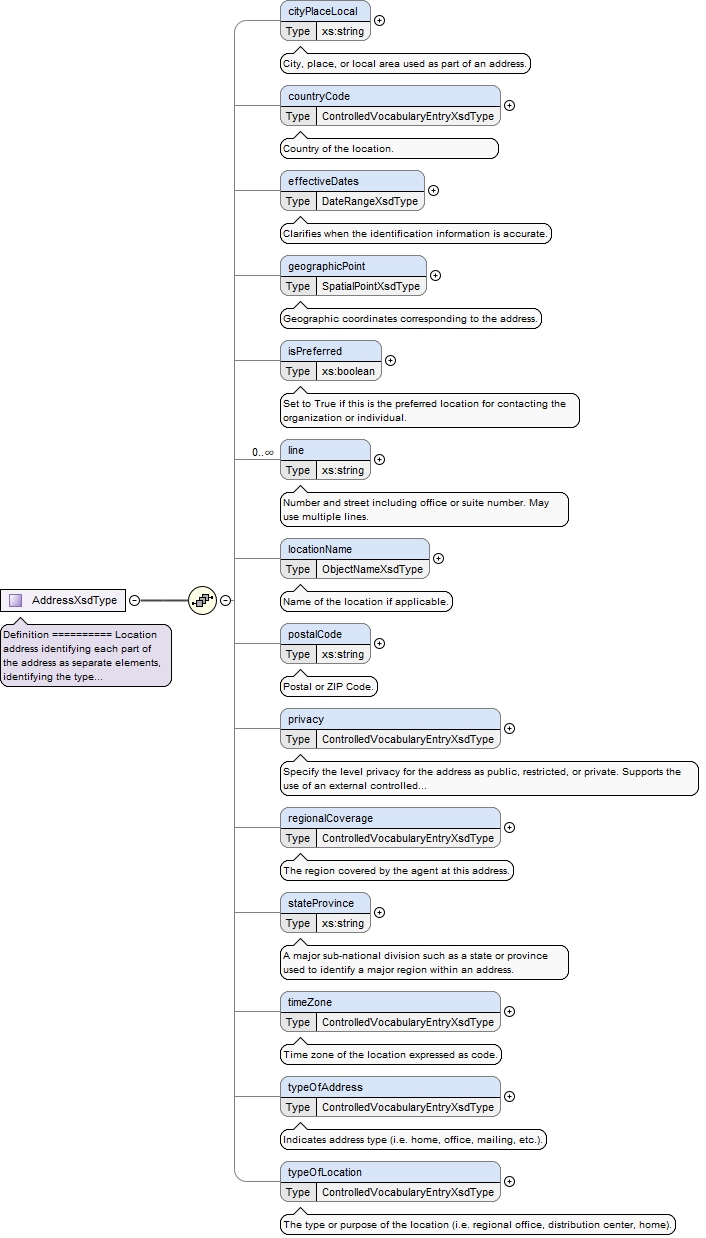 cityPlaceLocal
Type xs:string
City, place, or local area used as part of an address.
countryCode
Type ControlledVocabularyEntryXsdType
Country of the location.
effectiveDates
Type DateRangeXsdType
Clarifies when the identification information is accurate.
geographicPoint
Type SpatialPointXsdType
Geographic coordinates corresponding to the address.
isPreferred
Type xs:boolean
Set to True if this is the preferred location for contacting the
organization or individual.
0..∞
line
Type xs:string
Number and street including office or suite number. May
use multiple lines.
locationName
Type ObjectNameXsdType
Name of the location if applicable.
AddressXsdType
Definition ========== Location
address identifying each part of
the address as separate elements,
identifying the type...
postalCode
Type xs:string
Postal or ZIP Code.
privacy
Type ControlledVocabularyEntryXsdType
Specify the level privacy for the address as public, restricted, or private. Supports the
use of an external controlled...
regionalCoverage
Type ControlledVocabularyEntryXsdType
The region covered by the agent at this address.
stateProvince
Type xs:string
A major sub-national division such as a state or province
used to identify a major region within an address.
timeZone
Type ControlledVocabularyEntryXsdType
Time zone of the location expressed as code.
typeOfAddress
Type ControlledVocabularyEntryXsdType
Indicates address type (i.e. home, office, mailing, etc.).
typeOfLocation
Type ControlledVocabularyEntryXsdType
The type or purpose of the location (i.e. regional office, distribution center, home).